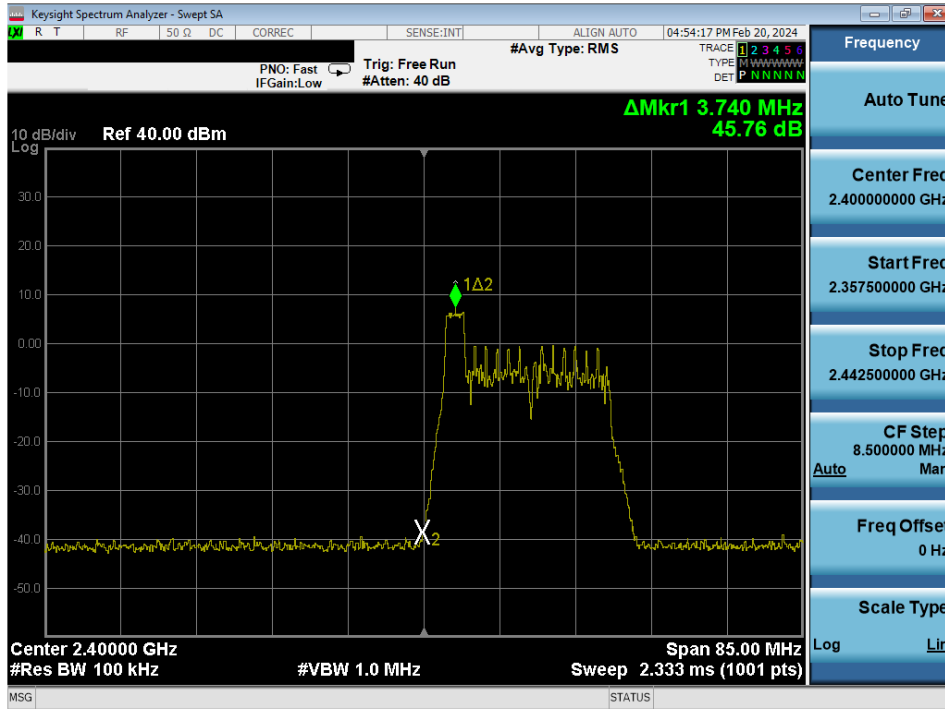 Keysight Spectrum Analyzer - Swept SA
LXI R T RF 50 Ω DC CORREC SENSE:INT ALIGN AUTO 04:54:17 PM Feb 20, 2024
Frequency
#Avg Type: RMS
TRACE 1 2 3 4 5 6
TYPE M WWWWW
DET P N N N N N
PNO: Fast
IFGain:Low
Trig: Free Run
#Atten: 40 dB
ΔMkr1 3.740 MHz
45.76 dB
10 dB/div Ref 40.00 dBm
Log
30.0
20.0
10.0
0.00
-10.0
-20.0
-30.0
-40.0
-50.0
1Δ2
2
Center 2.40000 GHz Span 85.00 MHz
#Res BW 100 kHz #VBW 1.0 MHz Sweep 2.333 ms (1001 pts)
MSG STATUS
Auto Tune
Center Freq
2.400000000 GHz
Start Freq
2.357500000 GHz
Stop Freq
2.442500000 GHz
CF Step
8.500000 MHz
Auto Man
Freq Offset
0 Hz
Scale Type
Log Lin